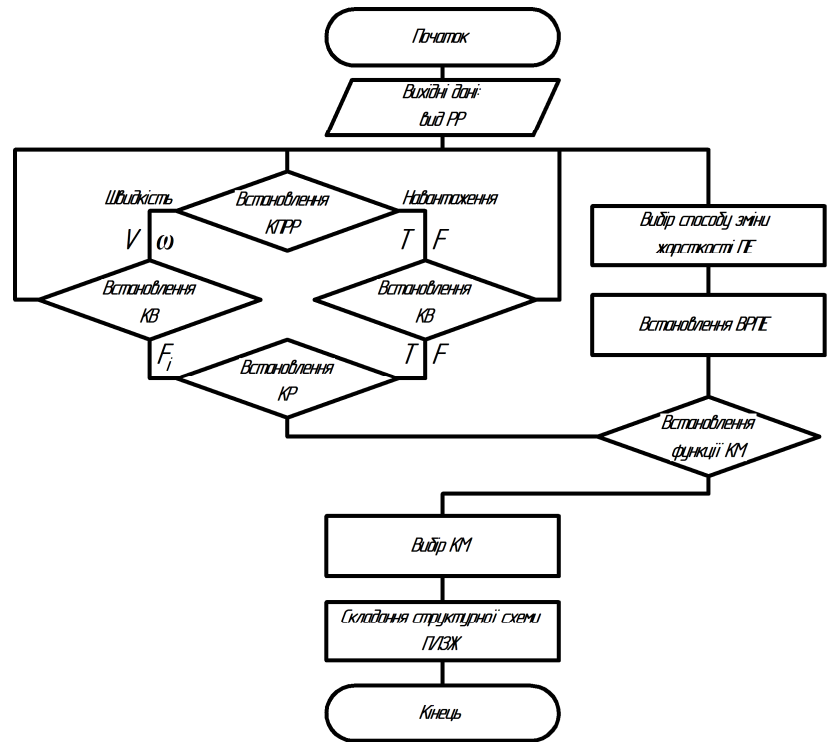 Початок
Вихідні дані:
вид РР
Швидкість
Встановлення
КПРР
Навантаження
V ω
T F
Вибір способу зміни
жорсткості ПЕ
Встановлення
КВ
Встановлення
КВ
Встановлення ВРПЕ
Fi
Встановлення
КР
T F
Встановлення
функції КМ
Вибір КМ
Складання структурної схеми
ПЛЗЖ
Кінець